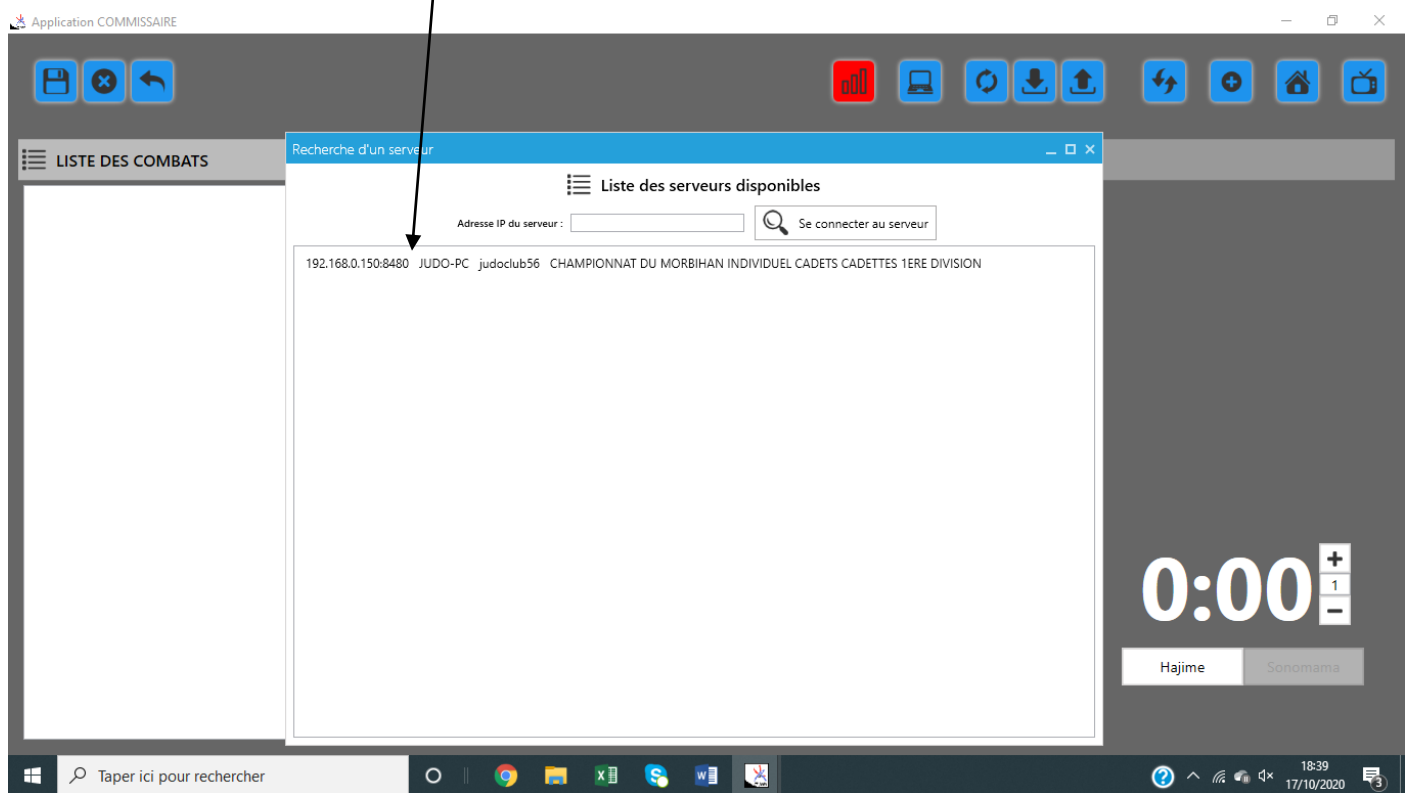 Application COMMISSAIRE
LISTE DES COMBATS
Recherche d'un serveur
Liste des serveurs disponibles
Adresse IP du serveur :
Se connecter au serveur
192.168.0.150:8480 JUDO-PC judoclub56 CHAMPIONNAT DU MORBIHAN INDIVIDUEL CADETS CADETTES 1ERE DIVISION
0:00
1
Hajime
Sonomama
Taper ici pour rechercher
18:39
17/10/2020
3